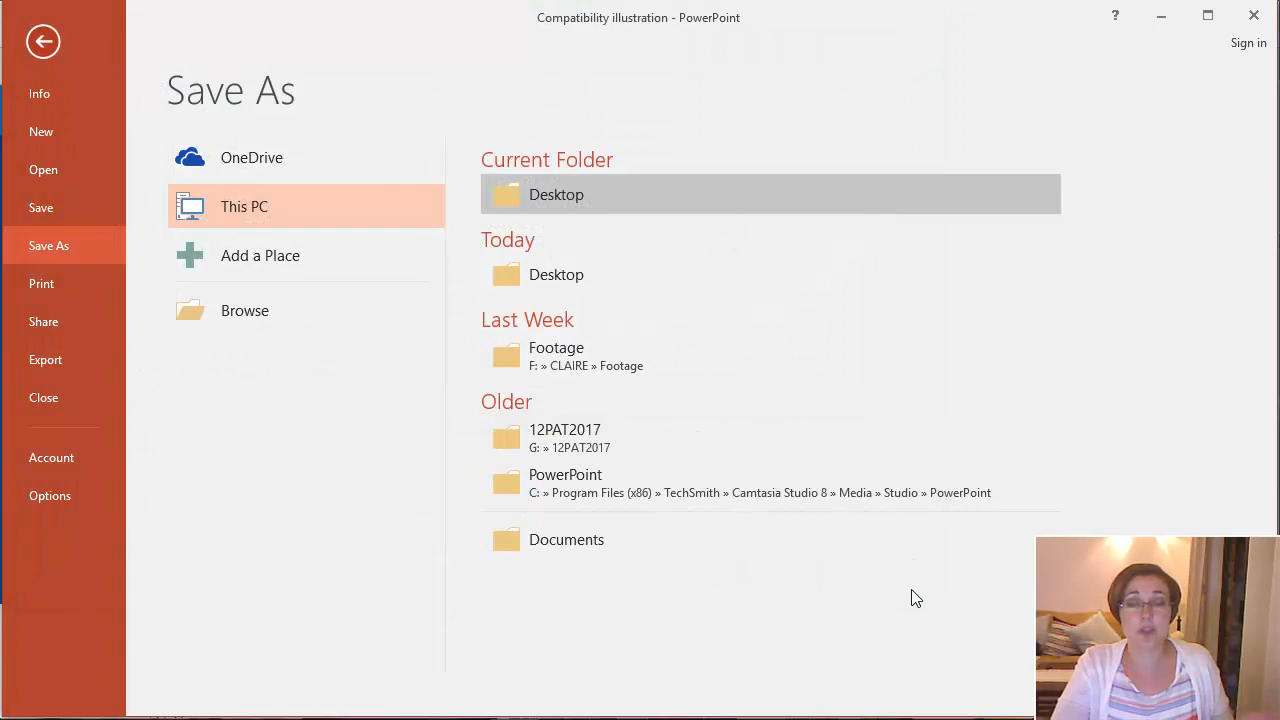 Compatibility illustration - PowerPoint
?
Sign in
Info
New
Open
Save
Save As
Print
Share
Export
Close
Account
Options
Save As
OneDrive
This PC
Add a Place
Browse
Current Folder
Desktop
Today
Desktop
Last Week
Footage
F: » CLAIRE » Footage
Older
12PAT2017
G: » 12PAT2017
PowerPoint
C: » Program Files (x86) » TechSmith » Camtasia Studio 8 » Media » Studio » PowerPoint
Documents